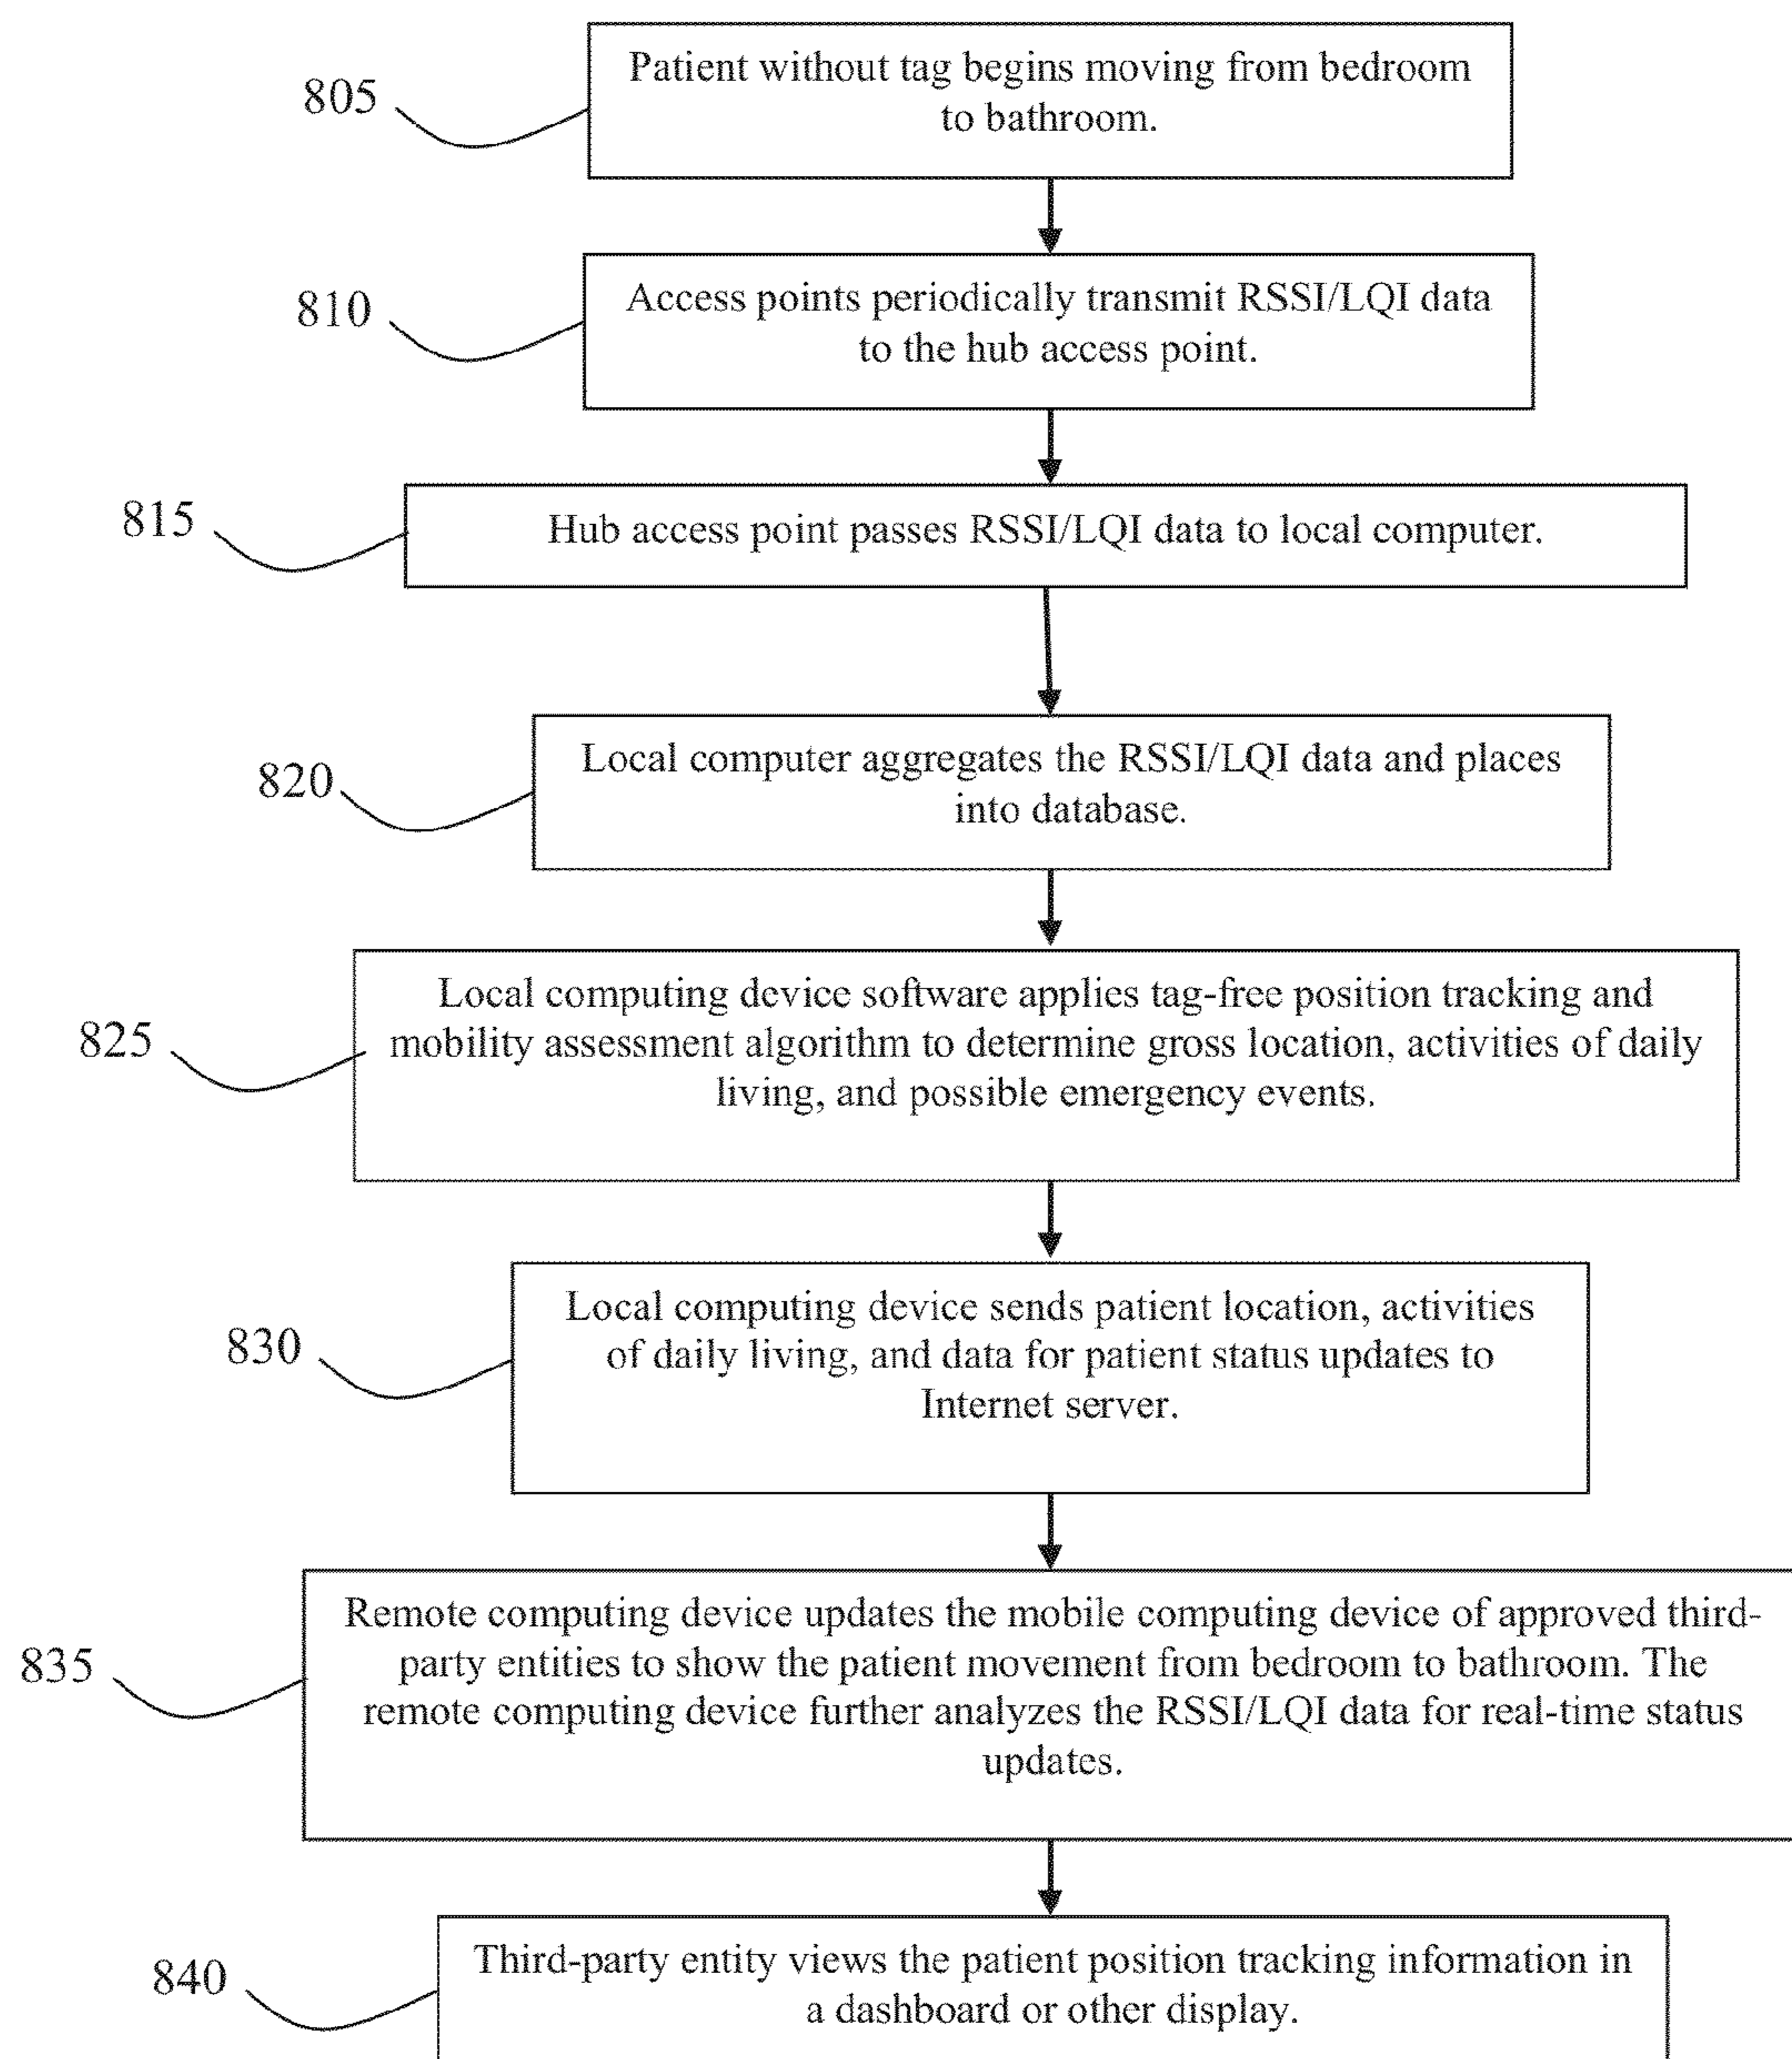 805
Patient without tag begins moving from bedroom
to bathroom.
810
Access points periodically transmit RSSI/LQI data
to the hub access point.
815
Hub access point passes RSSI/LQI data to local computer.
820
Local computer aggregates the RSSI/LQI data and places
into database.
825
Local computing device software applies tag-free position tracking and
mobility assessment algorithm to determine gross location, activities of daily
living, and possible emergency events.
830
Local computing device sends patient location, activities
of daily living, and data for patient status updates to
Internet server.
835
Remote computing device updates the mobile computing device of approved third-
party entities to show the patient movement from bedroom to bathroom. The
remote computing device further analyzes the RSSI/LQI data for real-time status
updates.
840
Third-party entity views the patient position tracking information in
a dashboard or other display.